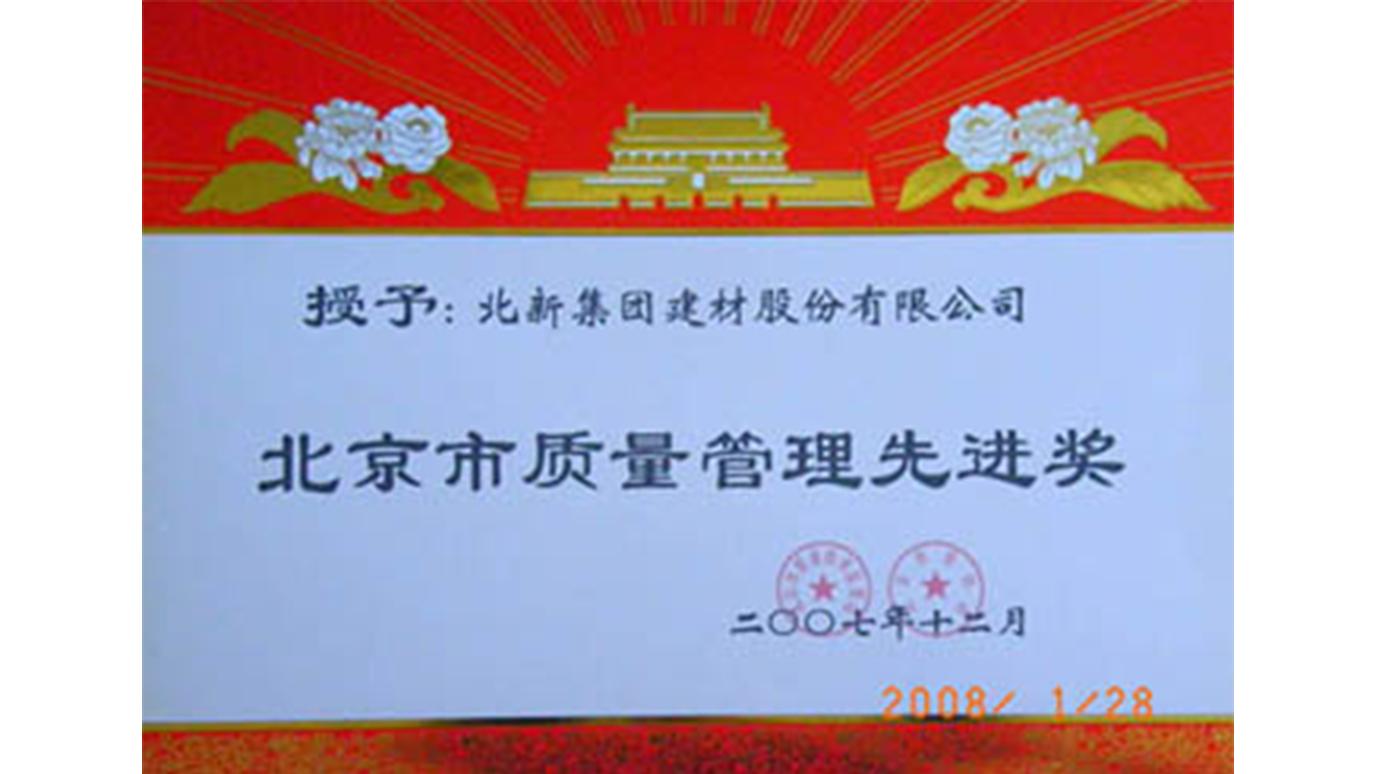 授予：北新集团建材股份有限公司
北京市质量管理先进奖
二〇〇七年十二月
2008/ 1/28